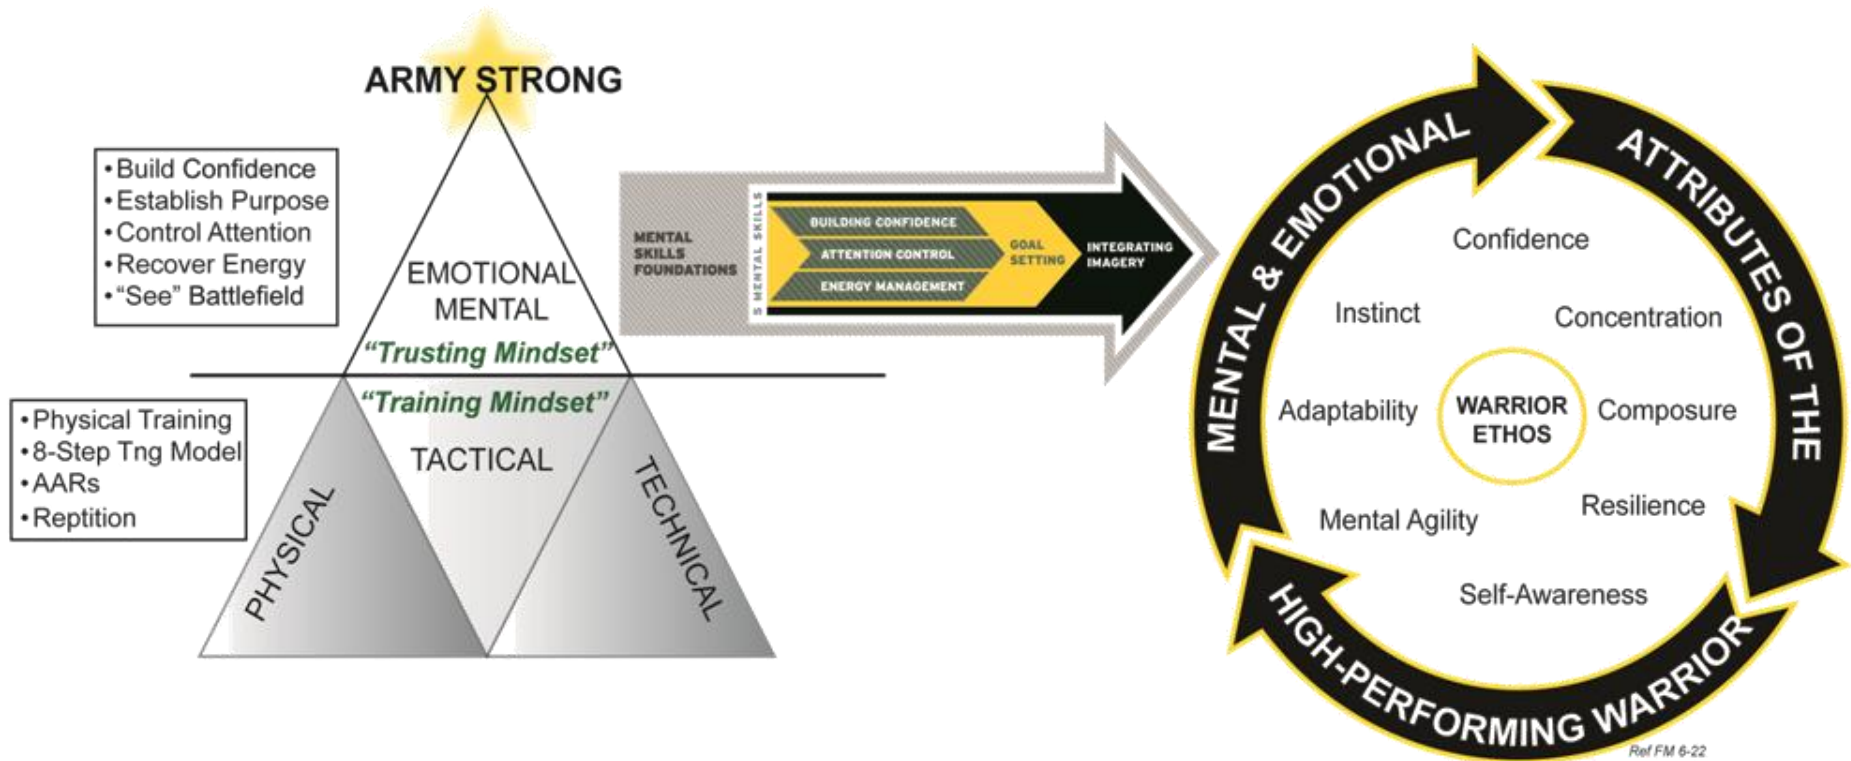 ARMY STRONG
• Build Confidence
• Establish Purpose
• Control Attention
• Recover Energy
• “See” Battlefield
EMOTIONAL
MENTAL
“Trusting Mindset”
“Training Mindset”
• Physical Training
• 8-Step Tng Model
• AARs
• Reptition
TACTICAL
PHYSICAL
TECHNICAL
MENTAL
SKILLS
FOUNDATIONS
5 MENTAL SKILLS
BUILDING CONFIDENCE
ATTENTION CONTROL
ENERGY MANAGEMENT
GOAL
SETTING
INTEGRATING
IMAGERY
MENTAL & EMOTIONAL
ATTRIBUTES OF THE
HIGH-PERFORMING WARRIOR
Confidence
Instinct
Concentration
Adaptability
WARRIOR
ETHOS
Composure
Mental Agility
Resilience
Self-Awareness
Ref FM 6-22